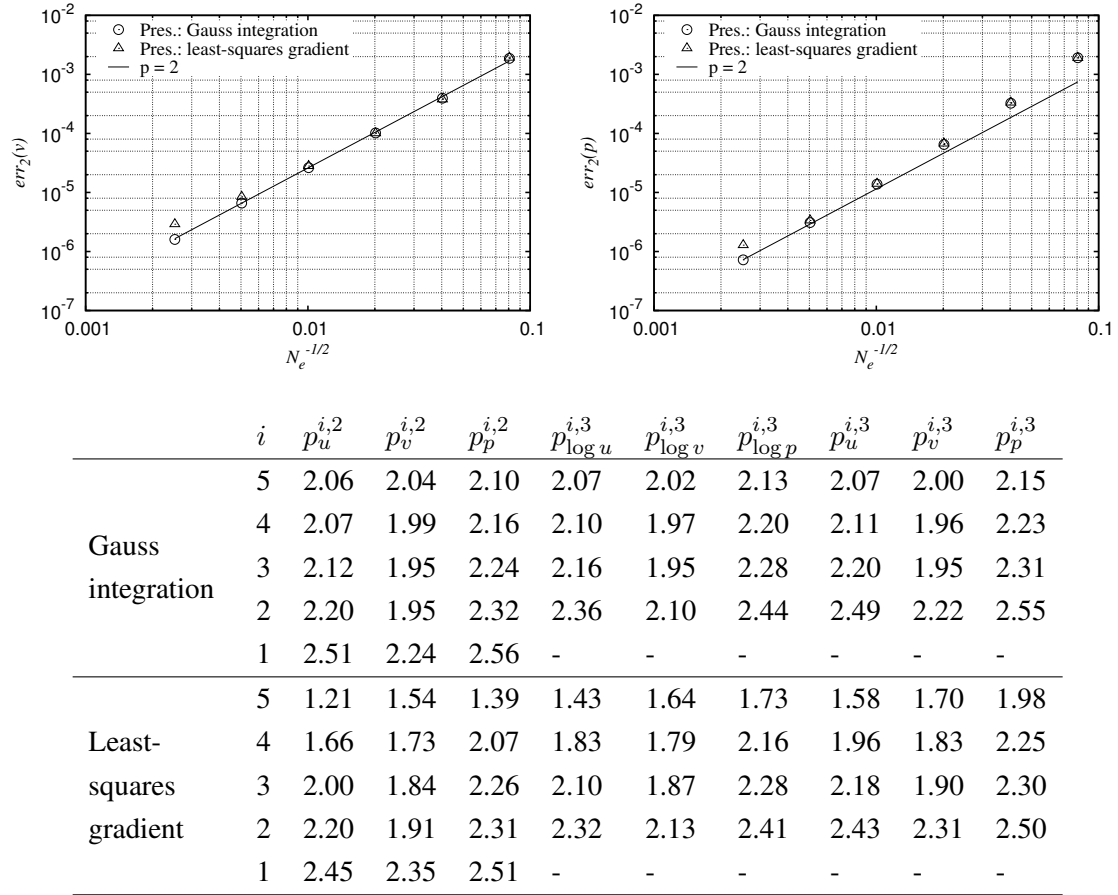 10^-2
10^-3
10^-4
10^-5
10^-6
10^-7
err_2(v)
Pres.: Gauss integration
Pres.: least-squares gradient
p = 2
0.001 0.01 0.1
N_e^-1/2
10^-2
10^-3
10^-4
10^-5
10^-6
10^-7
err_2(p)
Pres.: Gauss integration
Pres.: least-squares gradient
p = 2
0.001 0.01 0.1
N_e^-1/2
i p_u^{i,2} p_v^{i,2} p_p^{i,2} p_{log u}^{i,3} p_{log v}^{i,3} p_{log p}^{i,3} p_u^{i,3} p_v^{i,3} p_p^{i,3}
Gauss
integration
5 2.06 2.04 2.10 2.07 2.02 2.13 2.07 2.00 2.15
4 2.07 1.99 2.16 2.10 1.97 2.20 2.11 1.96 2.23
3 2.12 1.95 2.24 2.16 1.95 2.28 2.20 1.95 2.31
2 2.20 1.95 2.32 2.36 2.10 2.44 2.49 2.22 2.55
1 2.51 2.24 2.56 - - - - - -
Least-
squares
gradient
5 1.21 1.54 1.39 1.43 1.64 1.73 1.58 1.70 1.98
4 1.66 1.73 2.07 1.83 1.79 2.16 1.96 1.83 2.25
3 2.00 1.84 2.26 2.10 1.87 2.28 2.18 1.90 2.30
2 2.20 1.91 2.31 2.32 2.13 2.41 2.43 2.31 2.50
1 2.45 2.35 2.51 - - - - - -